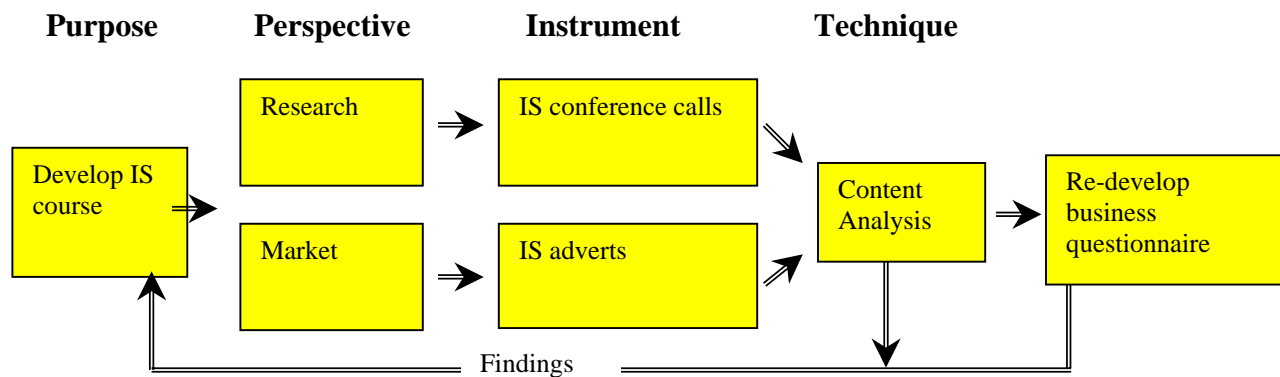 Purpose Perspective Instrument Technique
Research
IS conference calls
Develop IS
course
Market
IS adverts
Content
Analysis
Re-develop
business
questionnaire
Findings